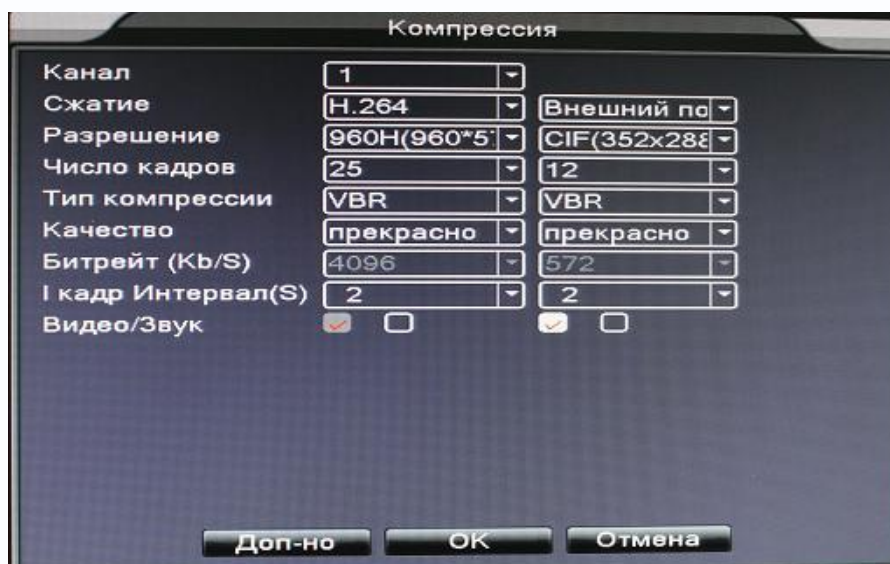 Компрессия
Канал 1
Сжатие H.264 Внешний по
Разрешение 960H(960*5 CIF(352x288
Число кадров 25 12
Тип компрессии VBR VBR
Качество прекрасно прекрасно
Битрейт (Kb/S) 4096 572
I кадр Интервал(S) 2 2
Видео/Звук
Доп-но OK Отмена